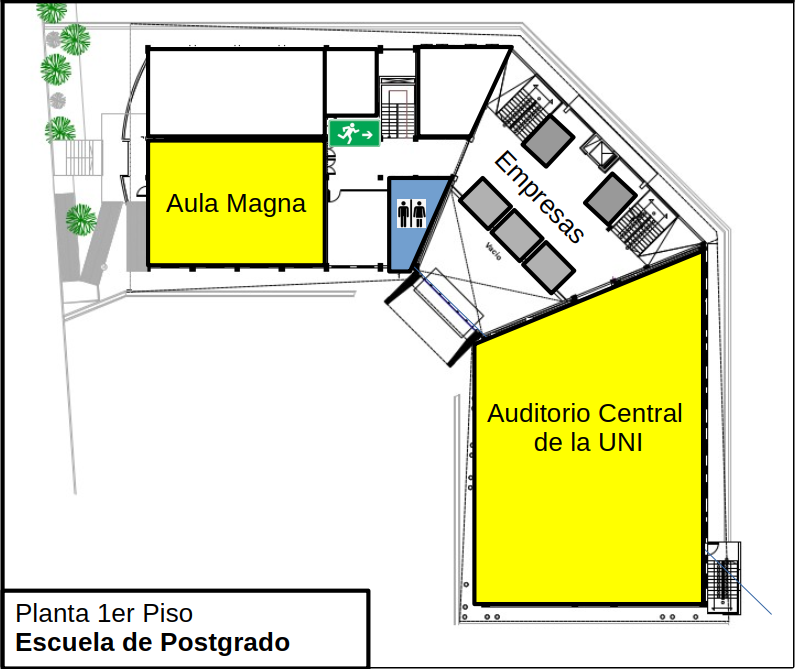 Aula Magna
Empresas
Vacío
Auditorio Central
de la UNI
Planta 1er Piso
Escuela de Postgrado